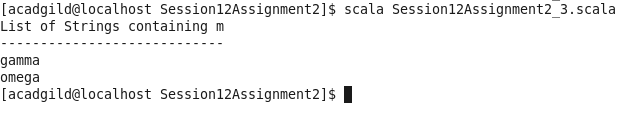 [acadgild@localhost Session12Assignment2]$ scala Session12Assignment2_3.scala
List of Strings containing m
----------------------------
gamma
omega
[acadgild@localhost Session12Assignment2]$